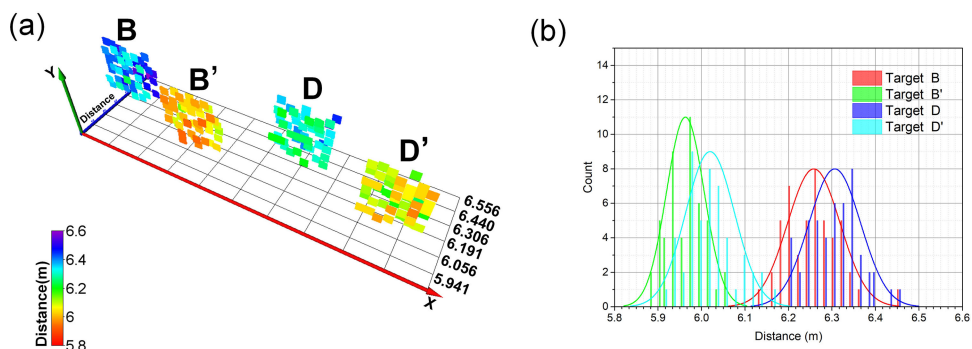 (a)
B
B’
D
D’
Y
Distance
X
6.556
6.440
6.306
6.191
6.056
5.941
Distance(m)
6.6
6.4
6.2
6
5.8
(b)
Count
14
12
10
8
6
4
2
0
Target B
Target B'
Target D
Target D'
5.8 5.9 6.0 6.1 6.2 6.3 6.4 6.5 6.6
Distance (m)